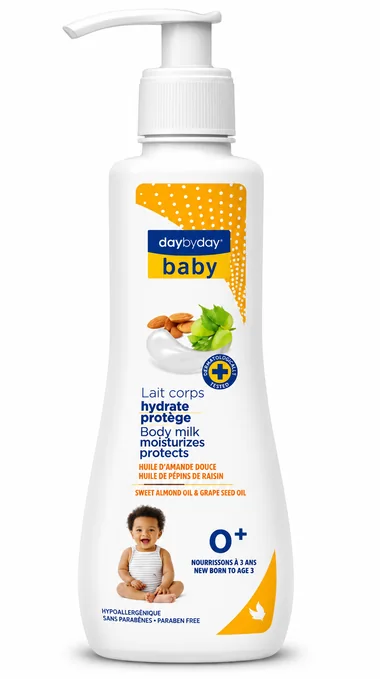 daybyday®
baby
DERMATOLOGICALLY
TESTED
Lait corps
hydrate
protège
Body milk
moisturizes
protects
HUILE D'AMANDE DOUCE
HUILE DE PÉPINS DE RAISIN
SWEET ALMOND OIL & GRAPE SEED OIL
0+
NOURRISSONS À 3 ANS
NEW BORN TO AGE 3
HYPOALLERGÉNIQUE
SANS PARABÈNES • PARABEN FREE